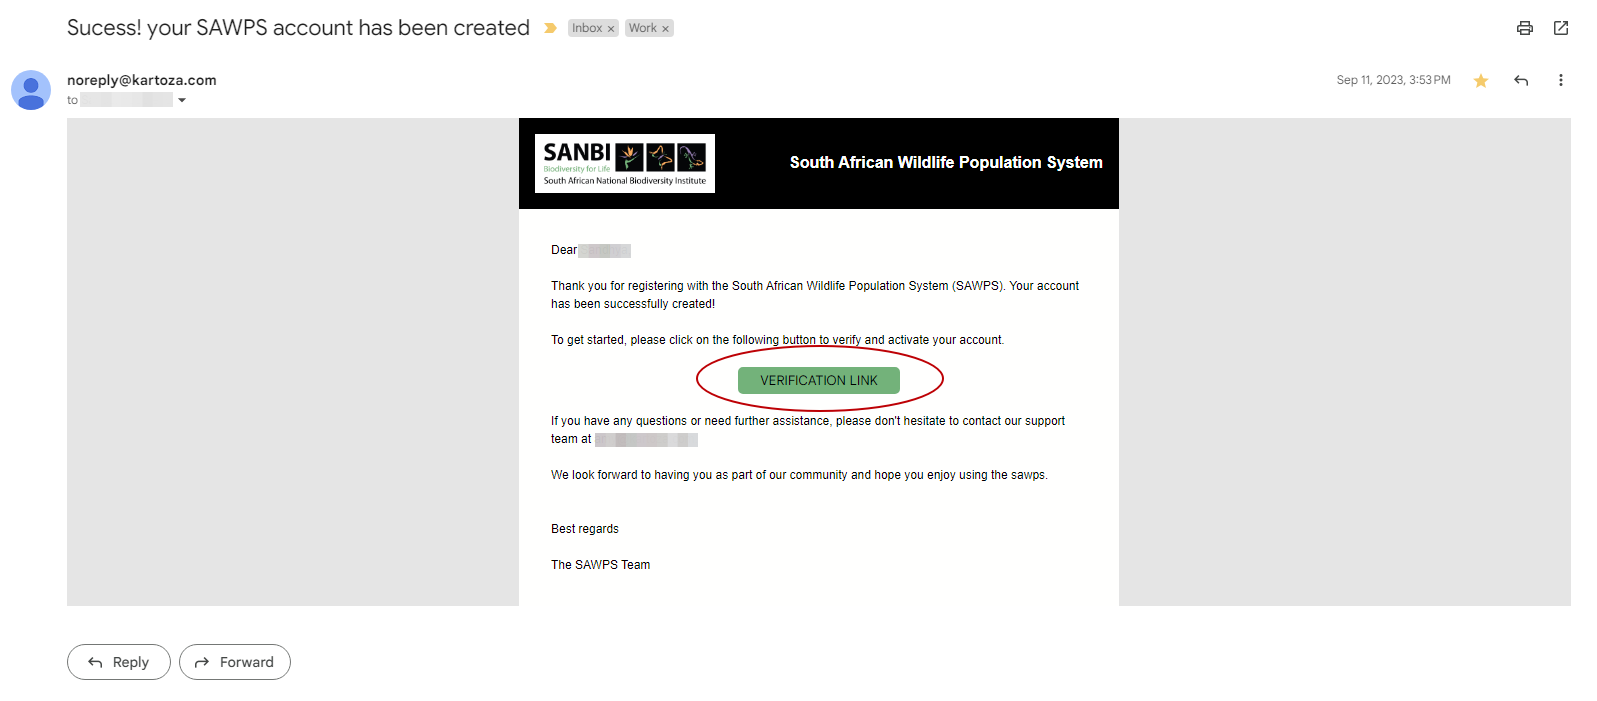 Sucess! your SAWPS account has been created
Inbox ×
Work ×
noreply@kartoza.com
Sep 11, 2023, 3:53 PM
to
SANBI
Biodiversity for Life
South African National Biodiversity Institute
South African Wildlife Population System
Dear
Thank you for registering with the South African Wildlife Population System (SAWPS). Your account
has been successfully created!
To get started, please click on the following button to verify and activate your account.
VERIFICATION LINK
If you have any questions or need further assistance, please don't hesitate to contact our support
team at
We look forward to having you as part of our community and hope you enjoy using the sawps.
Best regards
The SAWPS Team
Reply
Forward